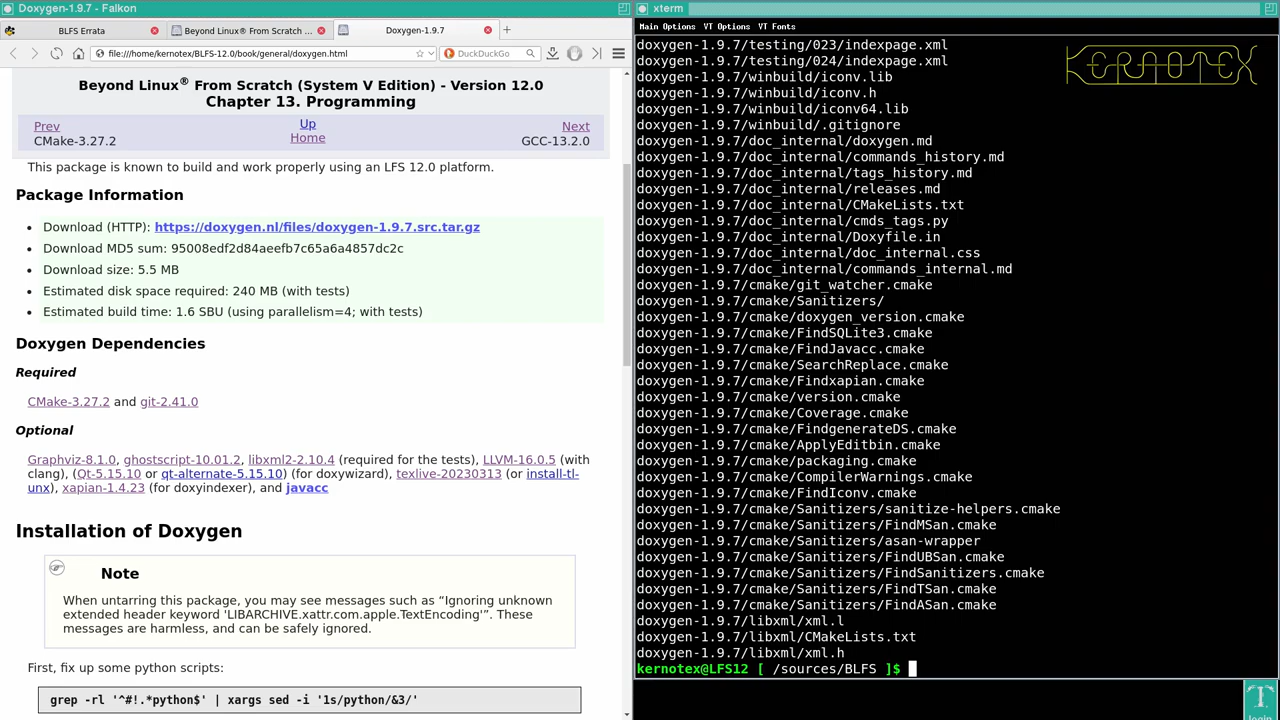 Doxygen-1.9.7 - Falkon
BLFS Errata
Beyond Linux® From Scratch ...
Doxygen-1.9.7
file:///home/kernotex/BLFS-12.0/book/general/doxygen.html
DuckDuckGo
Beyond Linux® From Scratch (System V Edition) - Version 12.0
Chapter 13. Programming
Prev
Up
Next
CMake-3.27.2
Home
GCC-13.2.0
This package is known to build and work properly using an LFS 12.0 platform.
Package Information
• Download (HTTP): https://doxygen.nl/files/doxygen-1.9.7.src.tar.gz
• Download MD5 sum: 95008edf2d84aeefb7c65a6a4857dc2c
• Download size: 5.5 MB
• Estimated disk space required: 240 MB (with tests)
• Estimated build time: 1.6 SBU (using parallelism=4; with tests)
Doxygen Dependencies
Required
CMake-3.27.2 and git-2.41.0
Optional
Graphviz-8.1.0, ghostscript-10.01.2, libxml2-2.10.4 (required for the tests), LLVM-16.0.5 (with
clang), (Qt-5.15.10 or qt-alternate-5.15.10) (for doxywizard), texlive-20230313 (or install-tl-
unx), xapian-1.4.23 (for doxyindexer), and javacc
Installation of Doxygen
Note
When untarring this package, you may see messages such as “Ignoring unknown
extended header keyword 'LIBARCHIVE.xattr.com.apple.TextEncoding'”. These
messages are harmless, and can be safely ignored.
First, fix up some python scripts:
grep -rl '^#!.*python$' | xargs sed -i '1s/python/&3/'
xterm
Main Options VT Options VT Fonts
KERNOTEX
doxygen-1.9.7/testing/023/indexpage.xml
doxygen-1.9.7/testing/024/indexpage.xml
doxygen-1.9.7/winbuild/iconv.lib
doxygen-1.9.7/winbuild/iconv.h
doxygen-1.9.7/winbuild/iconv64.lib
doxygen-1.9.7/winbuild/.gitignore
doxygen-1.9.7/doc_internal/doxygen.md
doxygen-1.9.7/doc_internal/commands_history.md
doxygen-1.9.7/doc_internal/tags_history.md
doxygen-1.9.7/doc_internal/releases.md
doxygen-1.9.7/doc_internal/CMakeLists.txt
doxygen-1.9.7/doc_internal/cmds_tags.py
doxygen-1.9.7/doc_internal/Doxyfile.in
doxygen-1.9.7/doc_internal/doc_internal.css
doxygen-1.9.7/doc_internal/commands_internal.md
doxygen-1.9.7/cmake/git_watcher.cmake
doxygen-1.9.7/cmake/Sanitizers/
doxygen-1.9.7/cmake/doxygen_version.cmake
doxygen-1.9.7/cmake/FindSQLite3.cmake
doxygen-1.9.7/cmake/FindJavacc.cmake
doxygen-1.9.7/cmake/SearchReplace.cmake
doxygen-1.9.7/cmake/Findxapian.cmake
doxygen-1.9.7/cmake/version.cmake
doxygen-1.9.7/cmake/Coverage.cmake
doxygen-1.9.7/cmake/FindgenerateDS.cmake
doxygen-1.9.7/cmake/ApplyEditbin.cmake
doxygen-1.9.7/cmake/packaging.cmake
doxygen-1.9.7/cmake/CompilerWarnings.cmake
doxygen-1.9.7/cmake/FindIconv.cmake
doxygen-1.9.7/cmake/Sanitizers/sanitize-helpers.cmake
doxygen-1.9.7/cmake/Sanitizers/FindMSan.cmake
doxygen-1.9.7/cmake/Sanitizers/asan-wrapper
doxygen-1.9.7/cmake/Sanitizers/FindUBSan.cmake
doxygen-1.9.7/cmake/Sanitizers/FindSanitizers.cmake
doxygen-1.9.7/cmake/Sanitizers/FindTSan.cmake
doxygen-1.9.7/cmake/Sanitizers/FindASan.cmake
doxygen-1.9.7/libxml/xml.l
doxygen-1.9.7/libxml/CMakeLists.txt
doxygen-1.9.7/libxml/xml.h
kernotex@LFS12 [ /sources/BLFS ]$
login